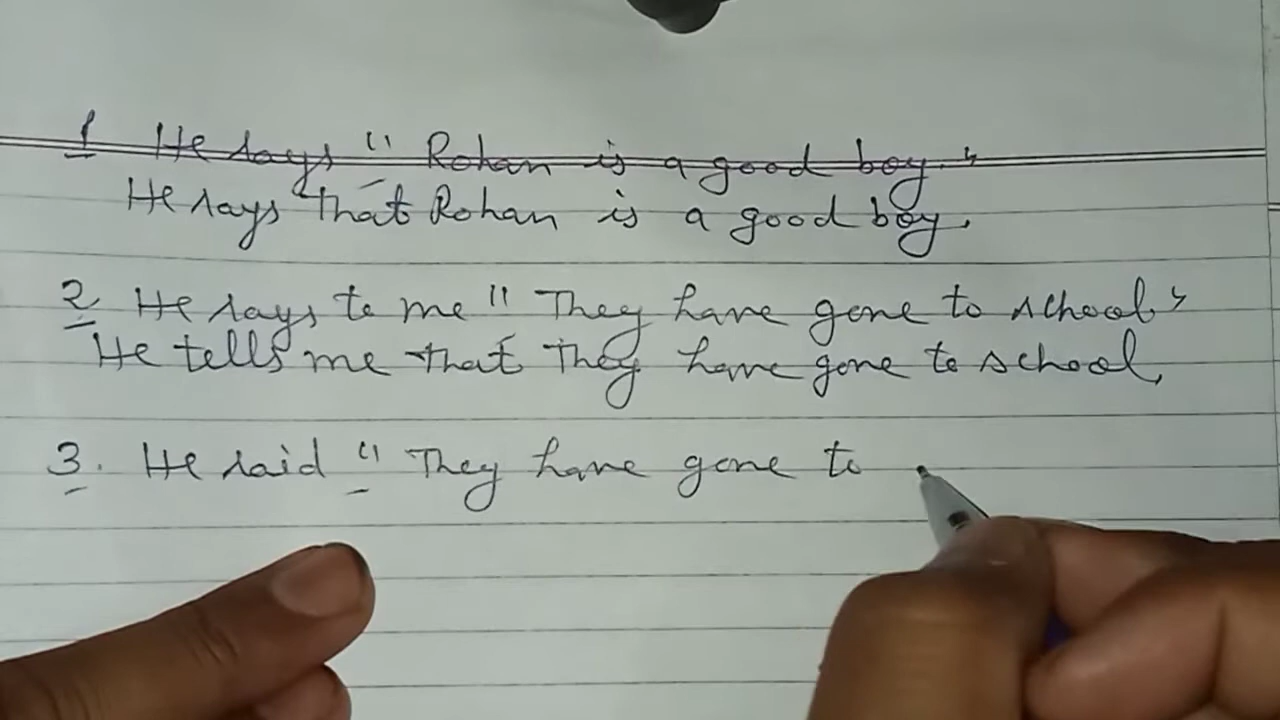 1 He says " Rohan is a good boy."
He says that Rohan is a good boy.
2 He says to me " They have gone to school"
He tells me that they have gone to school.
3. He said " They have gone to